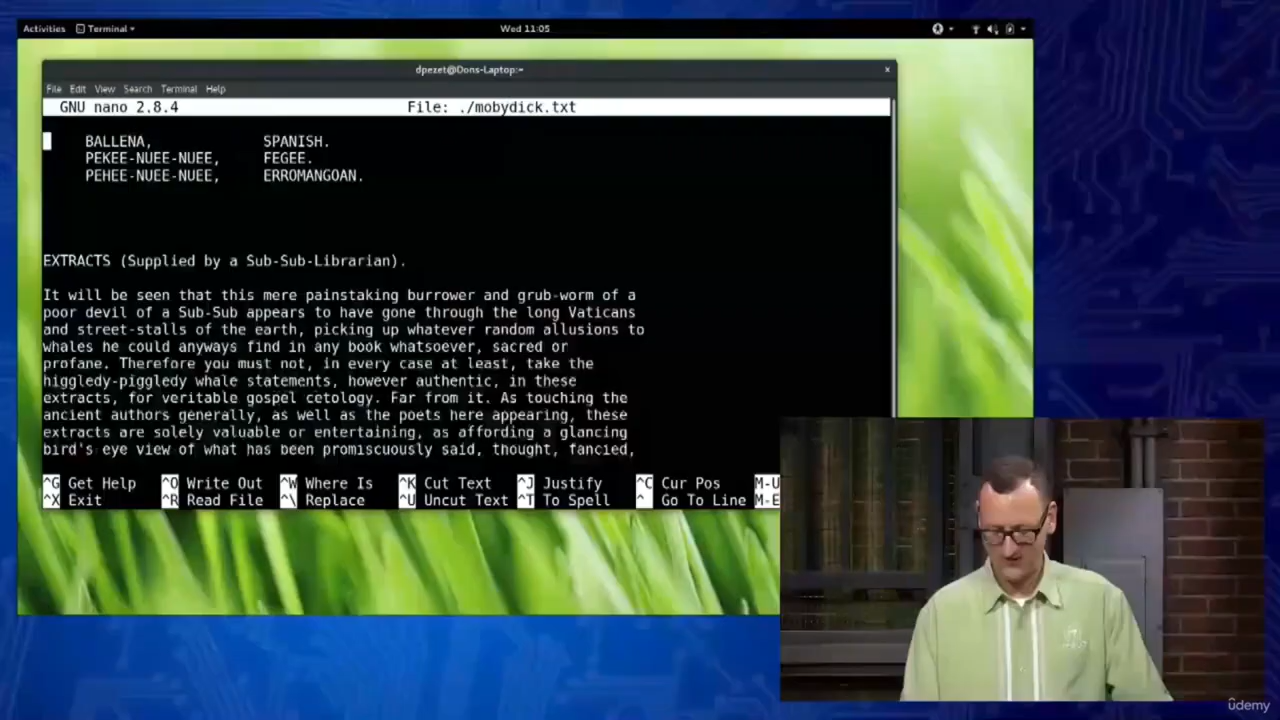 Activities Terminal Wed 11:05
dpezet@Dons-Laptop:~ ×
File Edit View Search Terminal Help
GNU nano 2.8.4 File: ./mobydick.txt
BALLENA, SPANISH.
PEKEE-NUEE-NUEE, FEGEE.
PEHEE-NUEE-NUEE, ERROMANGOAN.
EXTRACTS (Supplied by a Sub-Sub-Librarian).
It will be seen that this mere painstaking burrower and grub-worm of a
poor devil of a Sub-Sub appears to have gone through the long Vaticans
and street-stalls of the earth, picking up whatever random allusions to
whales he could anyways find in any book whatsoever, sacred or
profane. Therefore you must not, in every case at least, take the
higgledy-piggledy whale statements, however authentic, in these
extracts, for veritable gospel cetology. Far from it. As touching the
ancient authors generally, as well as the poets here appearing, these
extracts are solely valuable or entertaining, as affording a glancing
bird's eye view of what has been promiscuously said, thought, fancied,
^G Get Help ^O Write Out ^W Where Is ^K Cut Text ^J Justify ^C Cur Pos M-U
^X Exit ^R Read File ^\ Replace ^U Uncut Text ^T To Spell ^_ Go To Line M-E
ûdemy